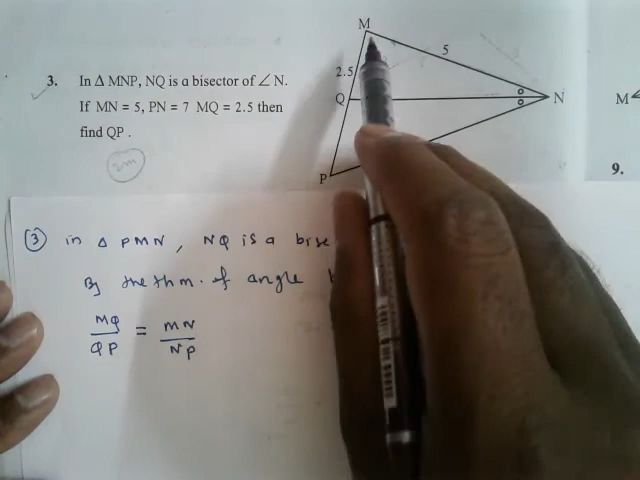 3. In Δ MNP, NQ is a bisector of ∠ N.
If MN = 5, PN = 7 MQ = 2.5 then
find QP .
2m
M
5
2.5
Q
N
P
M
9.
③ in Δ PMN, NQ is a bise
By the thm. of angle
MQ/QP = MN/NP